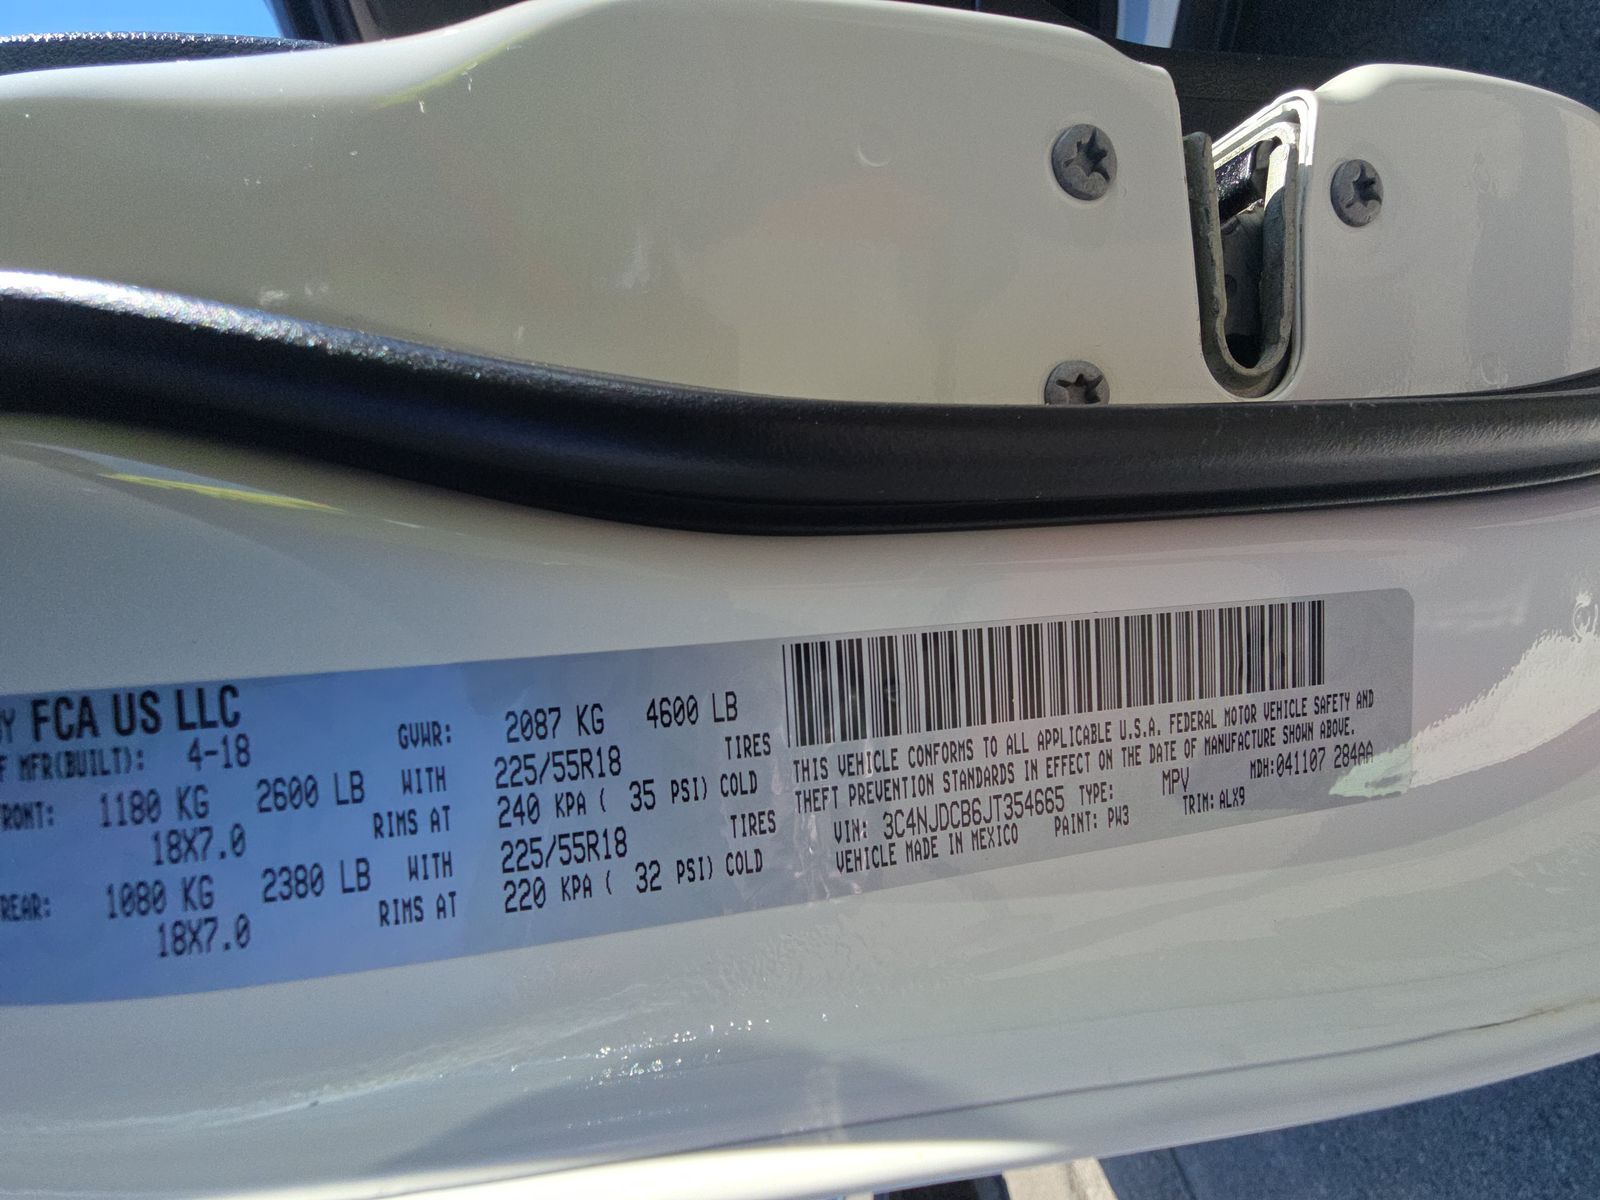 BY FCA US LLC
F MFR(BUILT): 4-18 GVWR: 2087 KG 4600 LB
FRONT: 1180 KG 2600 LB WITH 225/55R18 TIRES
18X7.0 RIMS AT 240 KPA ( 35 PSI) COLD
REAR: 1080 KG 2380 LB WITH 225/55R18 TIRES
18X7.0 RIMS AT 220 KPA ( 32 PSI) COLD
THIS VEHICLE CONFORMS TO ALL APPLICABLE U.S.A. FEDERAL MOTOR VEHICLE SAFETY AND
THEFT PREVENTION STANDARDS IN EFFECT ON THE DATE OF MANUFACTURE SHOWN ABOVE.
VIN: 3C4NJDCB6JT354665 TYPE: MPV MDH:041107 284AA
VEHICLE MADE IN MEXICO PAINT: PW3 TRIM:ALX9